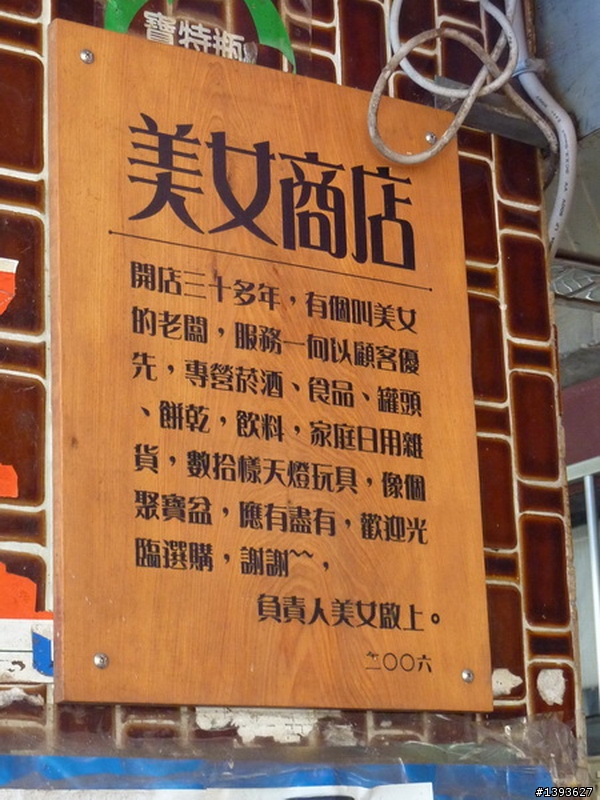 寶特瓶
美女商店
開店三十多年，有個叫美女
的老闆，服務一向以顧客優
先，專營菸酒、食品、罐頭
、餅乾，飲料，家庭日用雜
貨，數拾樣天燈玩具，像個
聚寶盆，應有盡有，歡迎光
臨選購，謝謝~~，
負責人美女啟上。
二〇〇六
#1393627